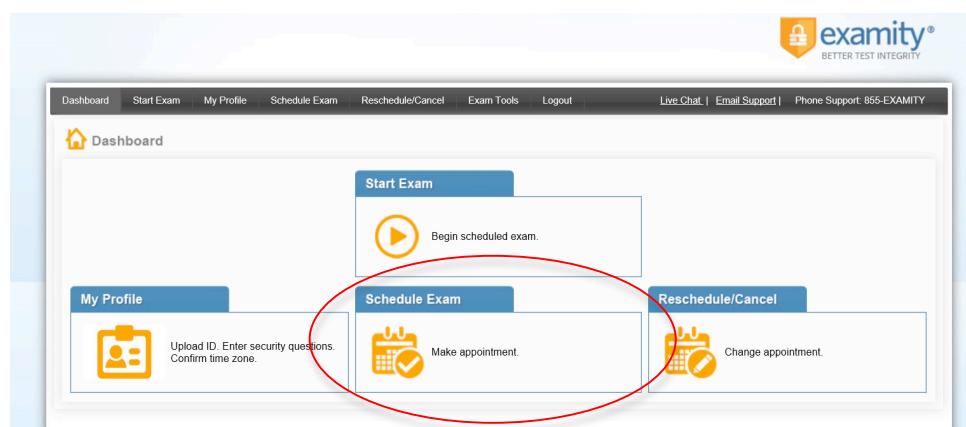 examity®
BETTER TEST INTEGRITY
Dashboard Start Exam My Profile Schedule Exam Reschedule/Cancel Exam Tools Logout Live Chat | Email Support | Phone Support: 855-EXAMITY
Dashboard
Start Exam
Begin scheduled exam.
My Profile
Upload ID. Enter security questions.
Confirm time zone.
Schedule Exam
Make appointment.
Reschedule/Cancel
Change appointment.